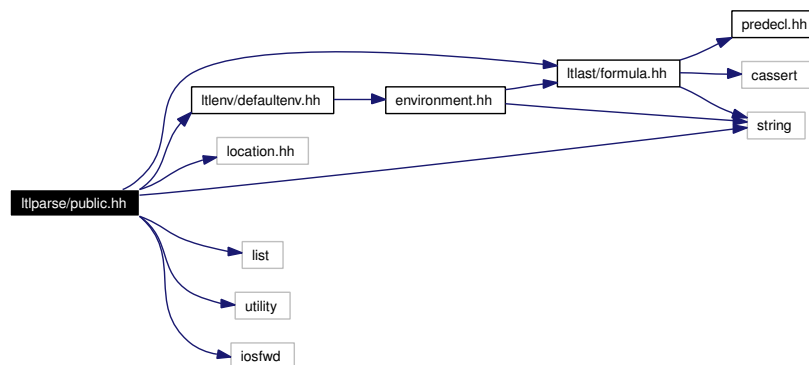 predecl.hh
ltlast/formula.hh
cassert
ltlenv/defaultenv.hh
environment.hh
string
location.hh
ltlparse/public.hh
list
utility
iosfwd